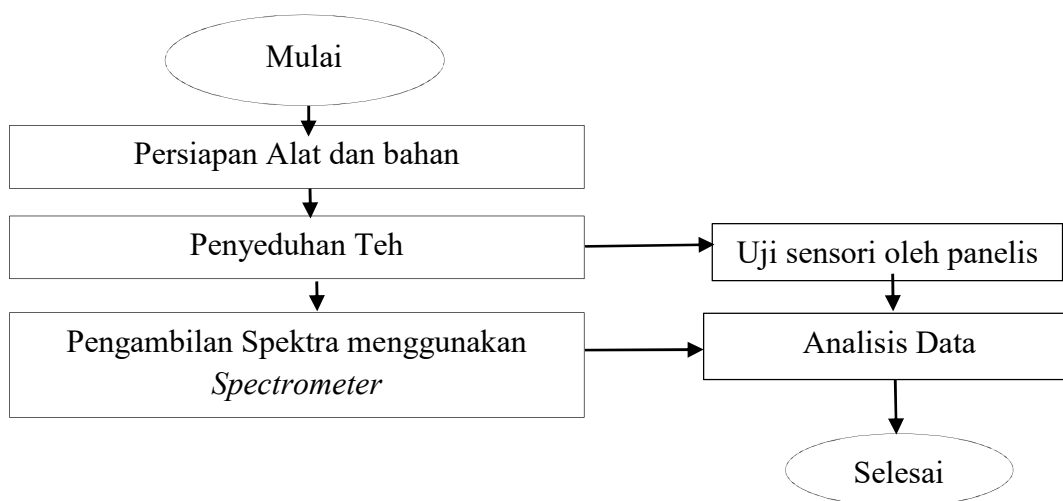 Mulai
Persiapan Alat dan bahan
Penyeduhan Teh
Uji sensori oleh panelis
Pengambilan Spektra menggunakan
Spectrometer
Analisis Data
Selesai